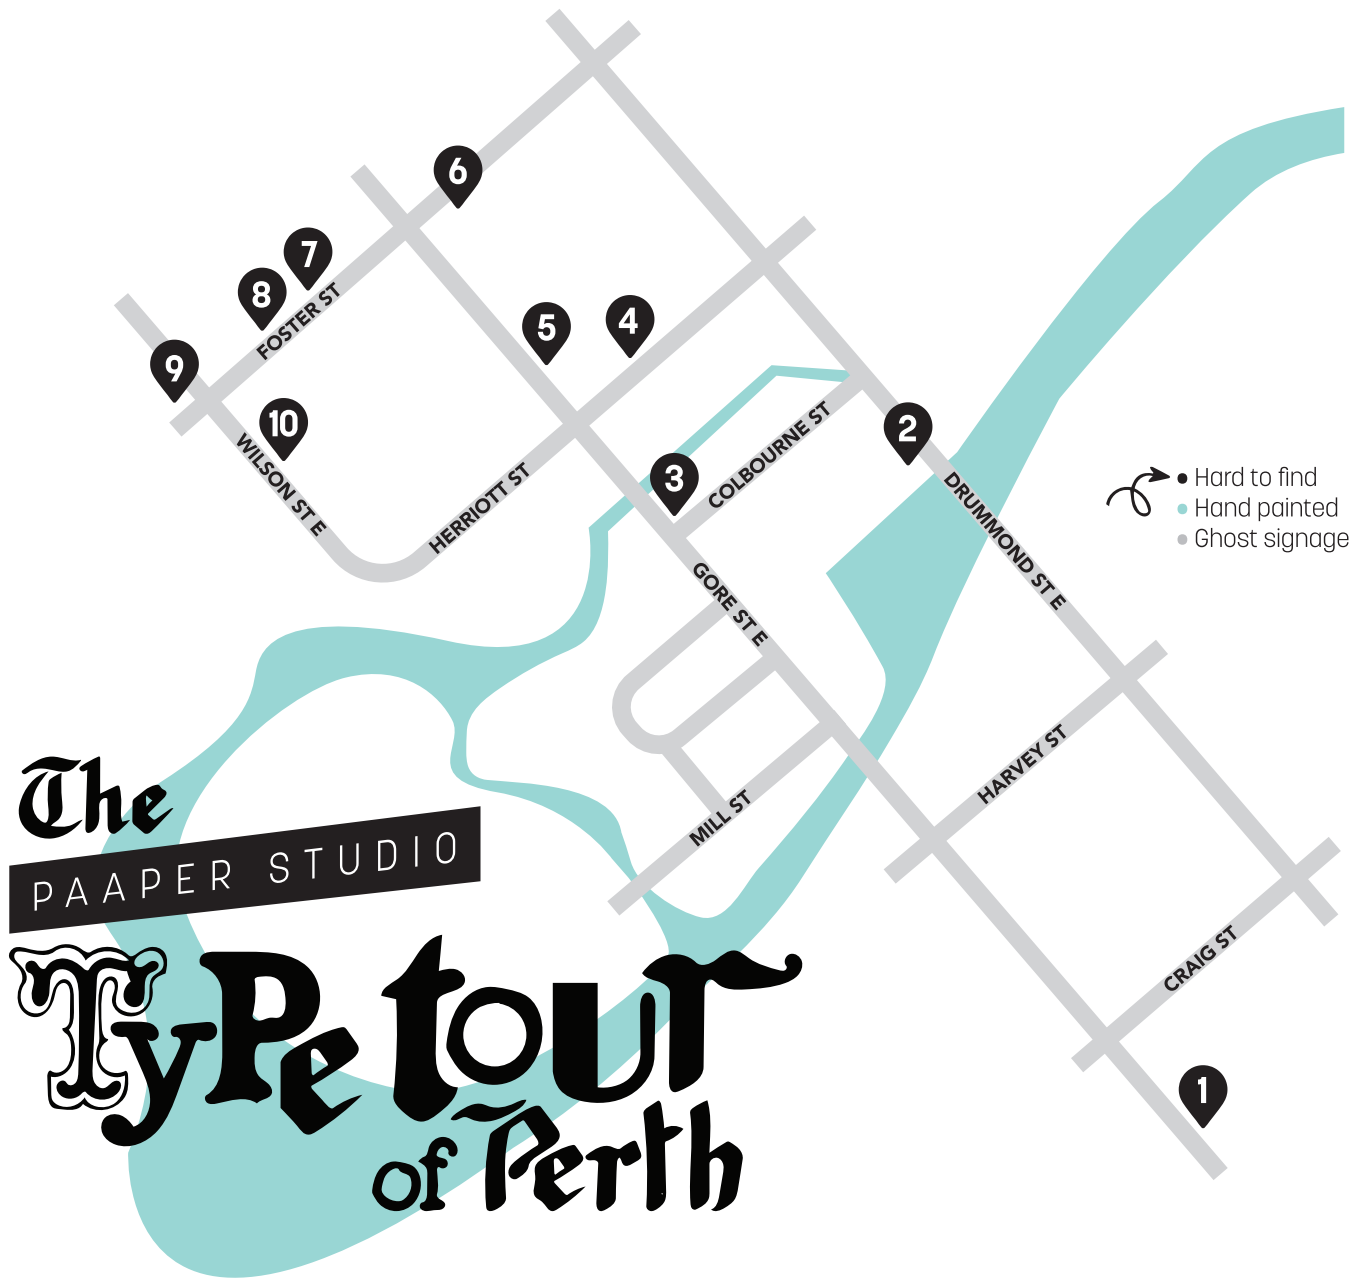 6
7
8
5
4
FOSTER ST
9
10
2
COLBOURNE ST
3
WILSON ST E
HERRIOTT ST
DRUMMOND ST E
Hard to find
Hand painted
Ghost signage
GORE ST E
HARVEY ST
MILL ST
CRAIG ST
1
The
PAAPER STUDIO
TyPe tour
of Perth